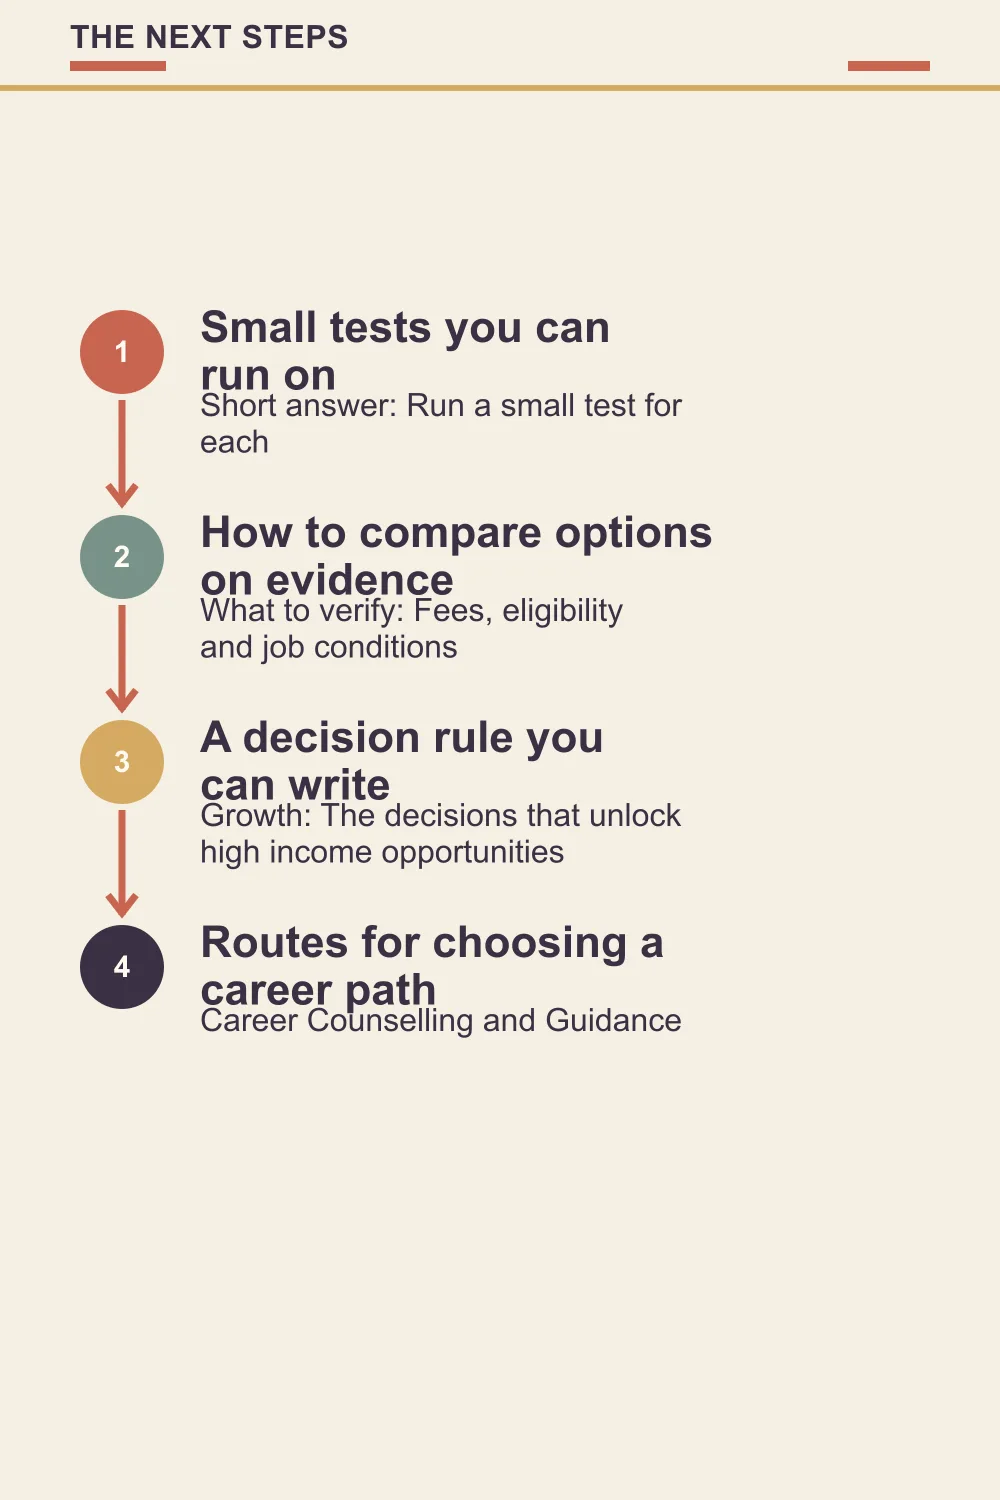 THE NEXT STEPS
1
Small tests you can
run on
Short answer: Run a small test for
each
2
How to compare options
on evidence
What to verify: Fees, eligibility
and job conditions
3
A decision rule you
can write
Growth: The decisions that unlock
high income opportunities
4
Routes for choosing a
career path
Career Counselling and Guidance